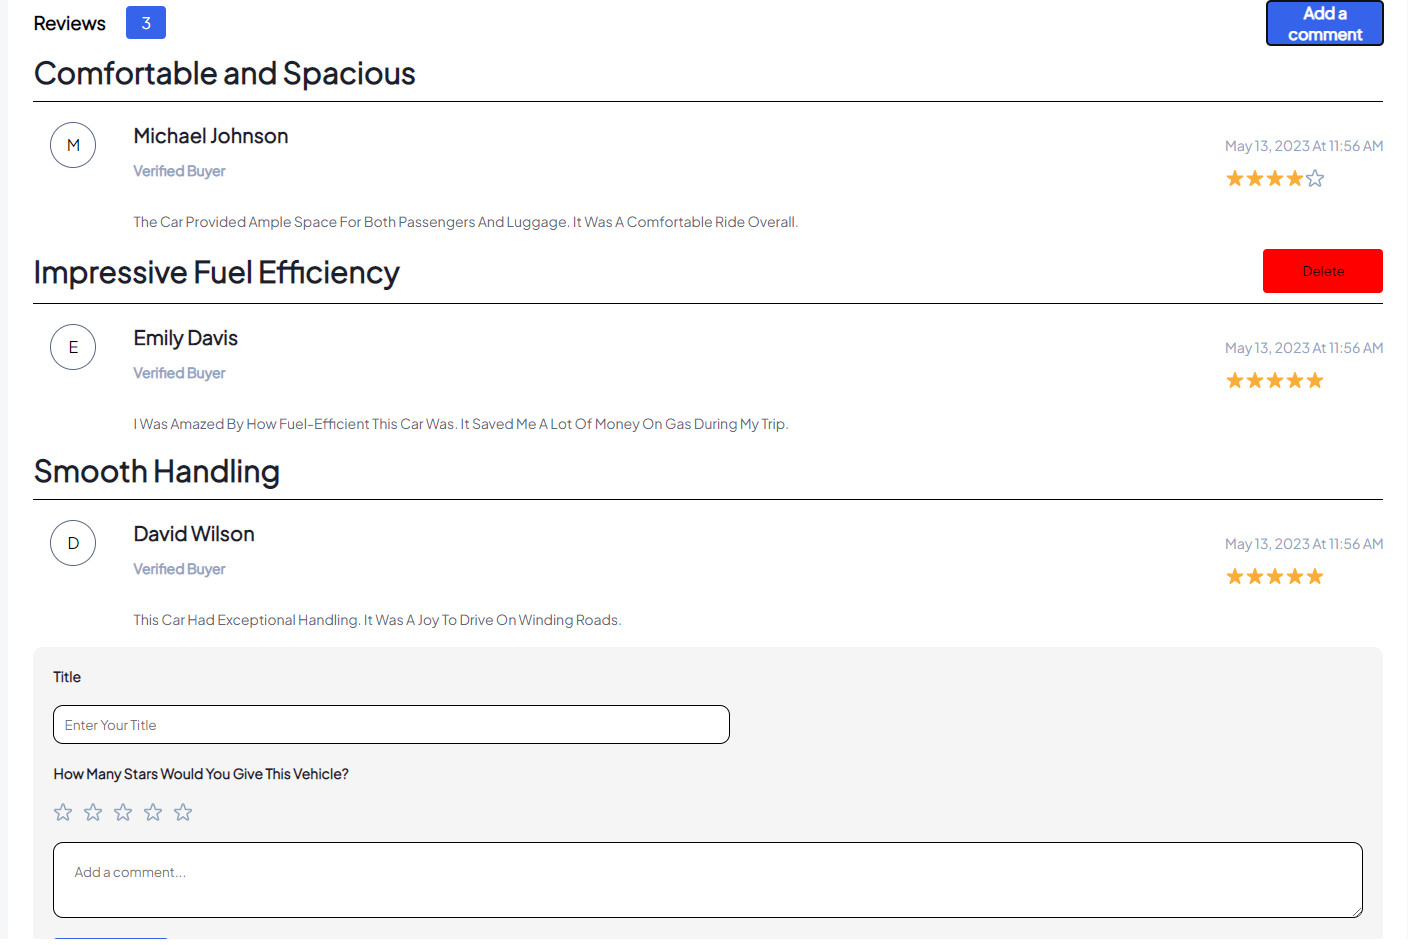 Reviews 3 Add a
comment
Comfortable and Spacious
M Michael Johnson
May 13, 2023 At 11:56 AM
Verified Buyer
The Car Provided Ample Space For Both Passengers And Luggage. It Was A Comfortable Ride Overall.
Impressive Fuel Efficiency Delete
E Emily Davis
May 13, 2023 At 11:56 AM
Verified Buyer
I Was Amazed By How Fuel-Efficient This Car Was. It Saved Me A Lot Of Money On Gas During My Trip.
Smooth Handling
D David Wilson
May 13, 2023 At 11:56 AM
Verified Buyer
This Car Had Exceptional Handling. It Was A Joy To Drive On Winding Roads.
Title
Enter Your Title
How Many Stars Would You Give This Vehicle?
Add a comment...